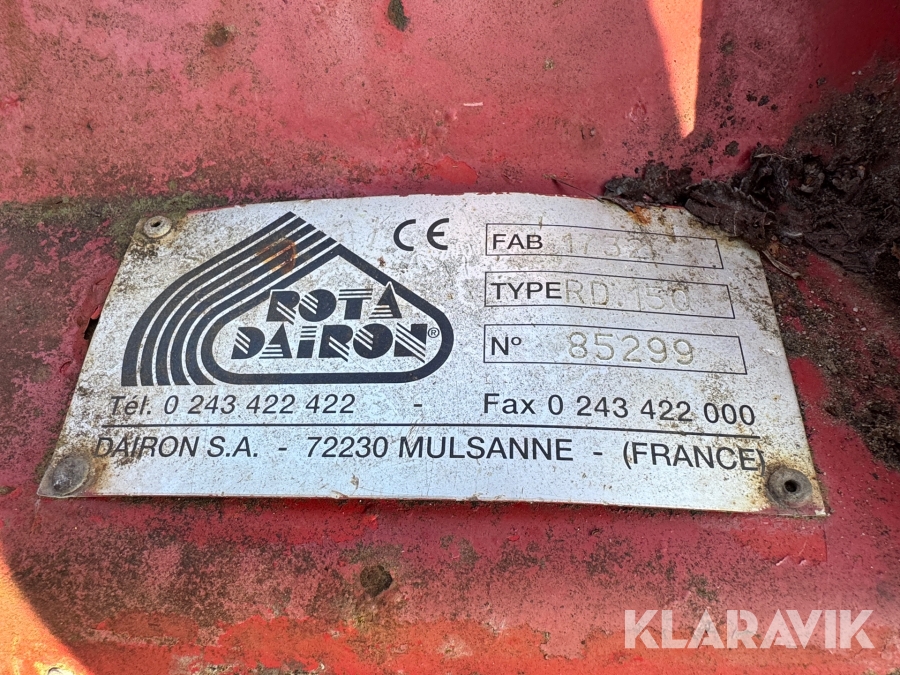 ROTA
DAIRON®
CE
FAB
TYPE RD.150
N° 85299
Tél. 0 243 422 422 - Fax 0 243 422 000
DAIRON S.A. - 72230 MULSANNE - (FRANCE)
KLARAVIK